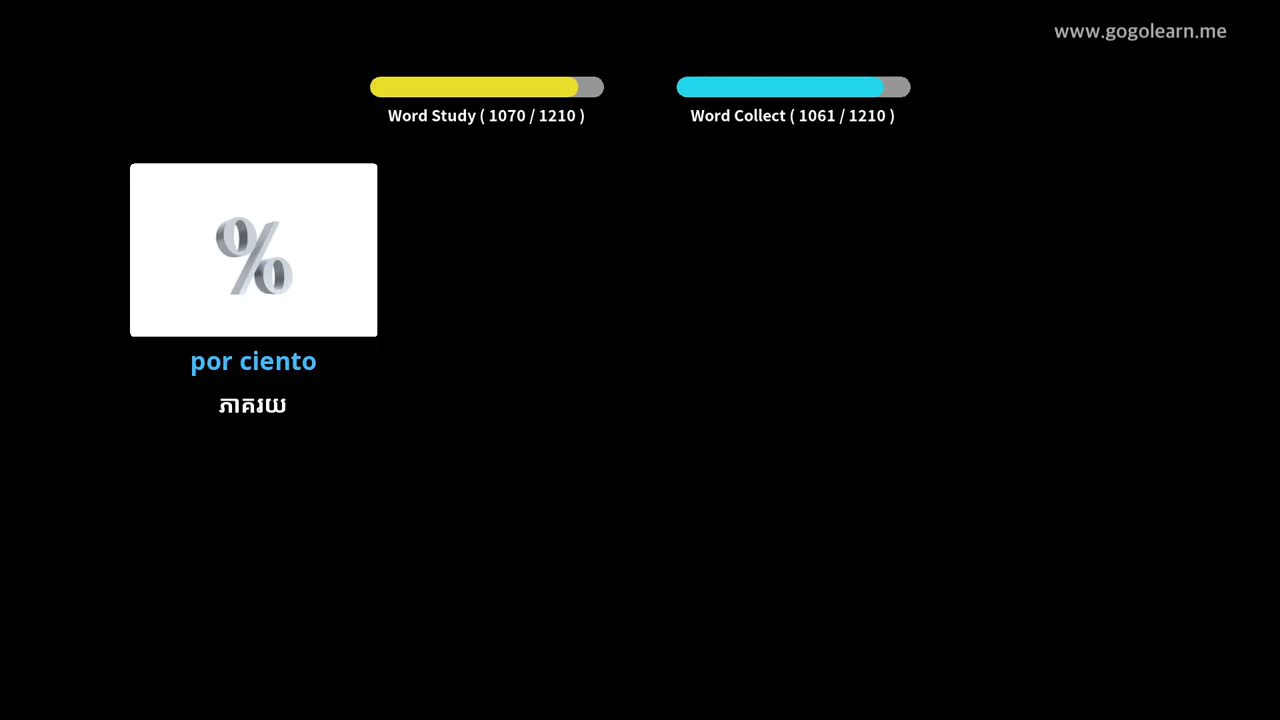 www.gogolearn.me
Word Study ( 1070 / 1210 )
Word Collect ( 1061 / 1210 )
%
por ciento
ភាគរយ